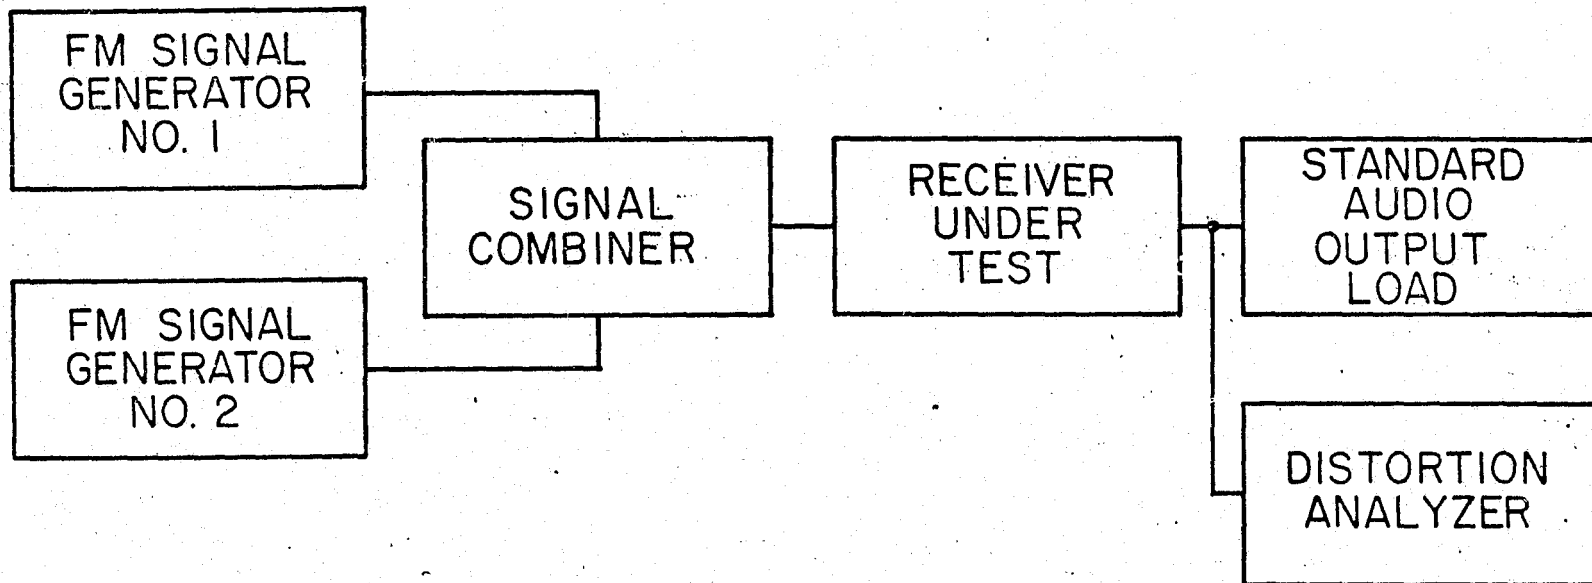 FM SIGNAL
GENERATOR
NO. 1
FM SIGNAL
GENERATOR
NO. 2
SIGNAL
COMBINER
RECEIVER
UNDER
TEST
STANDARD
AUDIO
OUTPUT
LOAD
DISTORTION
ANALYZER